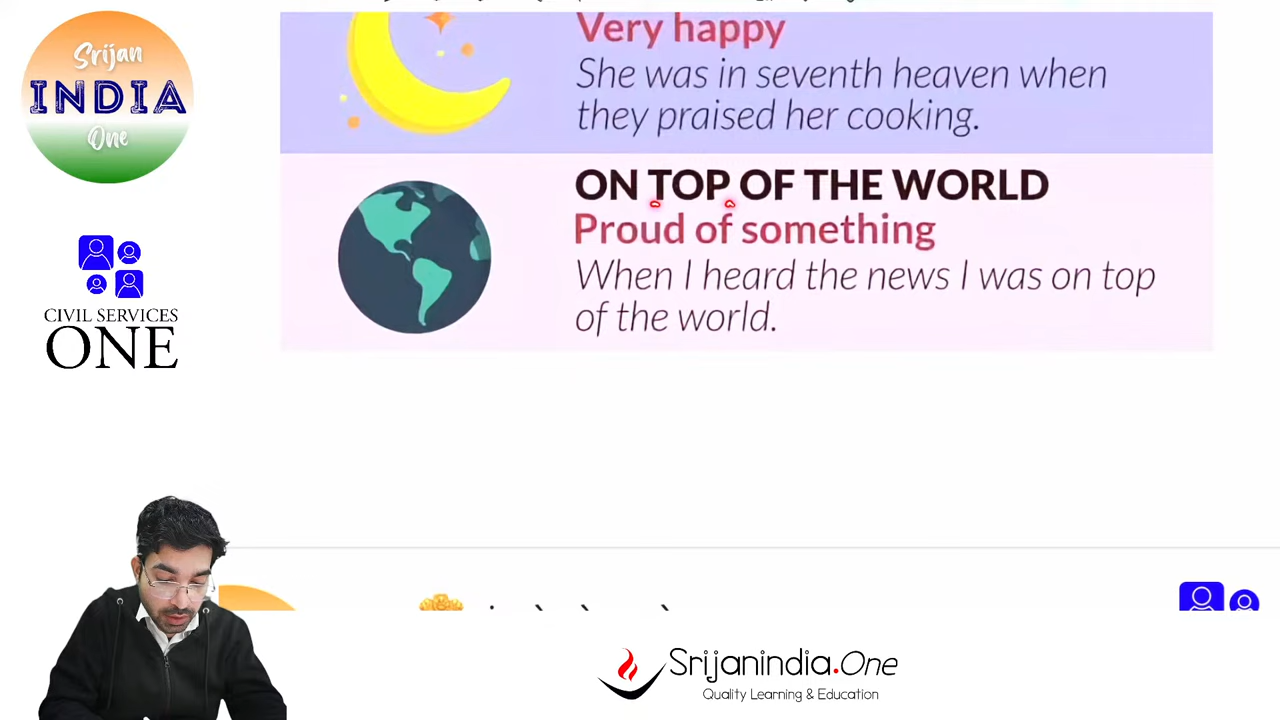 Srijan
INDIA
One
CIVIL SERVICES
ONE
Very happy
She was in seventh heaven when
they praised her cooking.
ON TOP OF THE WORLD
Proud of something
When I heard the news I was on top
of the world.
Srijanindia.One
Quality Learning & Education